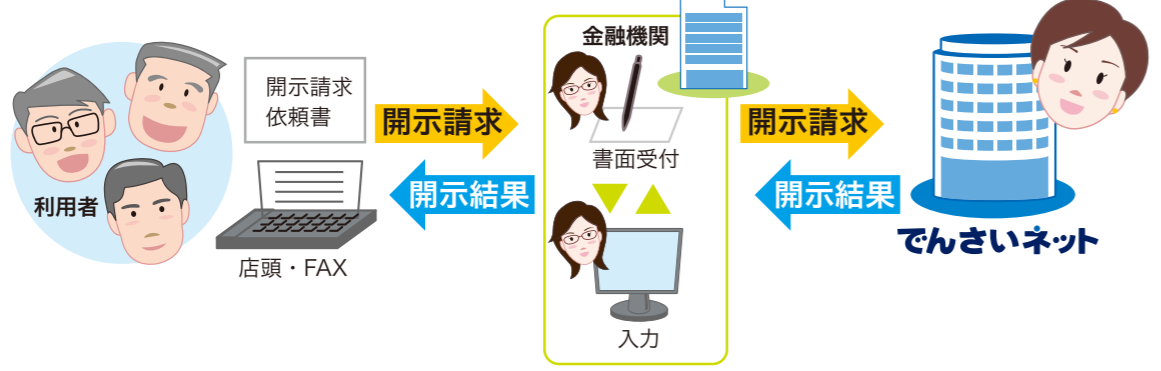 利用者
開示請求
依頼書
店頭・FAX
開示請求
開示結果
金融機関
書面受付
入力
開示請求
開示結果
でんさいネット